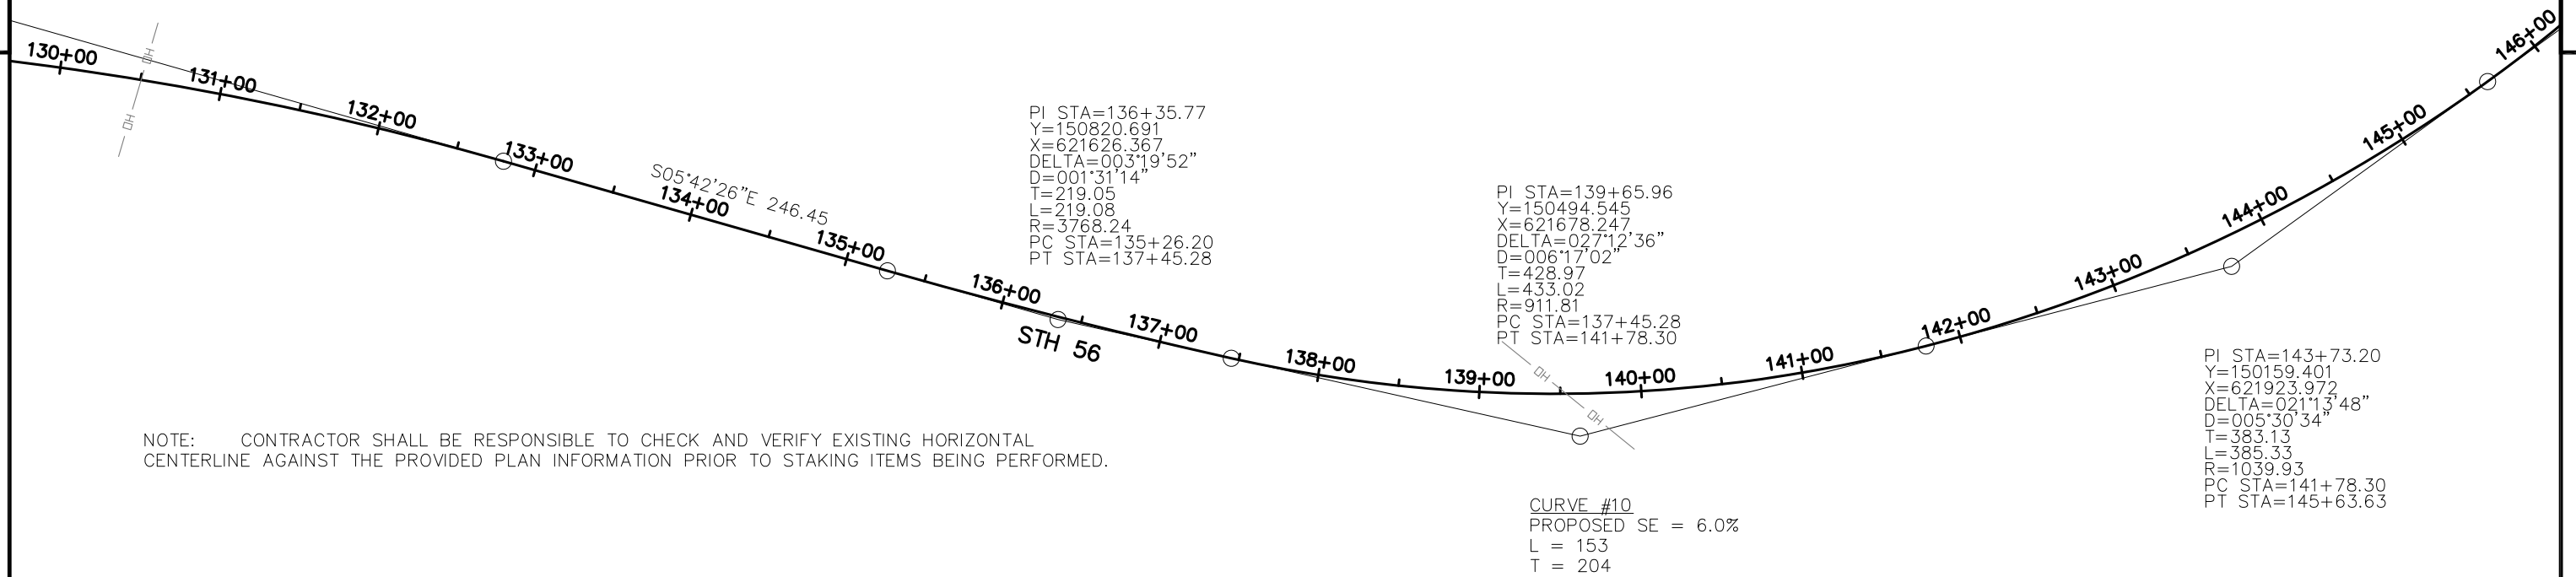 130+00
131+00
132+00
133+00
134+00
135+00
136+00
137+00
138+00
139+00
140+00
141+00
142+00
143+00
144+00
145+00
146+00
OH
OH
S05°42'26"E 246.45
STH 56
PI STA=136+35.77
Y=150820.691
X=621626.367
DELTA=003°19'52"
D=001°31'14"
T=219.05
L=219.08
R=3768.24
PC STA=135+26.20
PT STA=137+45.28
PI STA=139+65.96
Y=150494.545
X=621678.247
DELTA=027°12'36"
D=006°17'02"
T=428.97
L=433.02
R=911.81
PC STA=137+45.28
PT STA=141+78.30
OH
OH
PI STA=143+73.20
Y=150159.401
X=621923.972
DELTA=021°13'48"
D=005°30'34"
T=383.13
L=385.33
R=1039.93
PC STA=141+78.30
PT STA=145+63.63
NOTE: CONTRACTOR SHALL BE RESPONSIBLE TO CHECK AND VERIFY EXISTING HORIZONTAL
CENTERLINE AGAINST THE PROVIDED PLAN INFORMATION PRIOR TO STAKING ITEMS BEING PERFORMED.
CURVE #10
PROPOSED SE = 6.0%
L = 153
T = 204